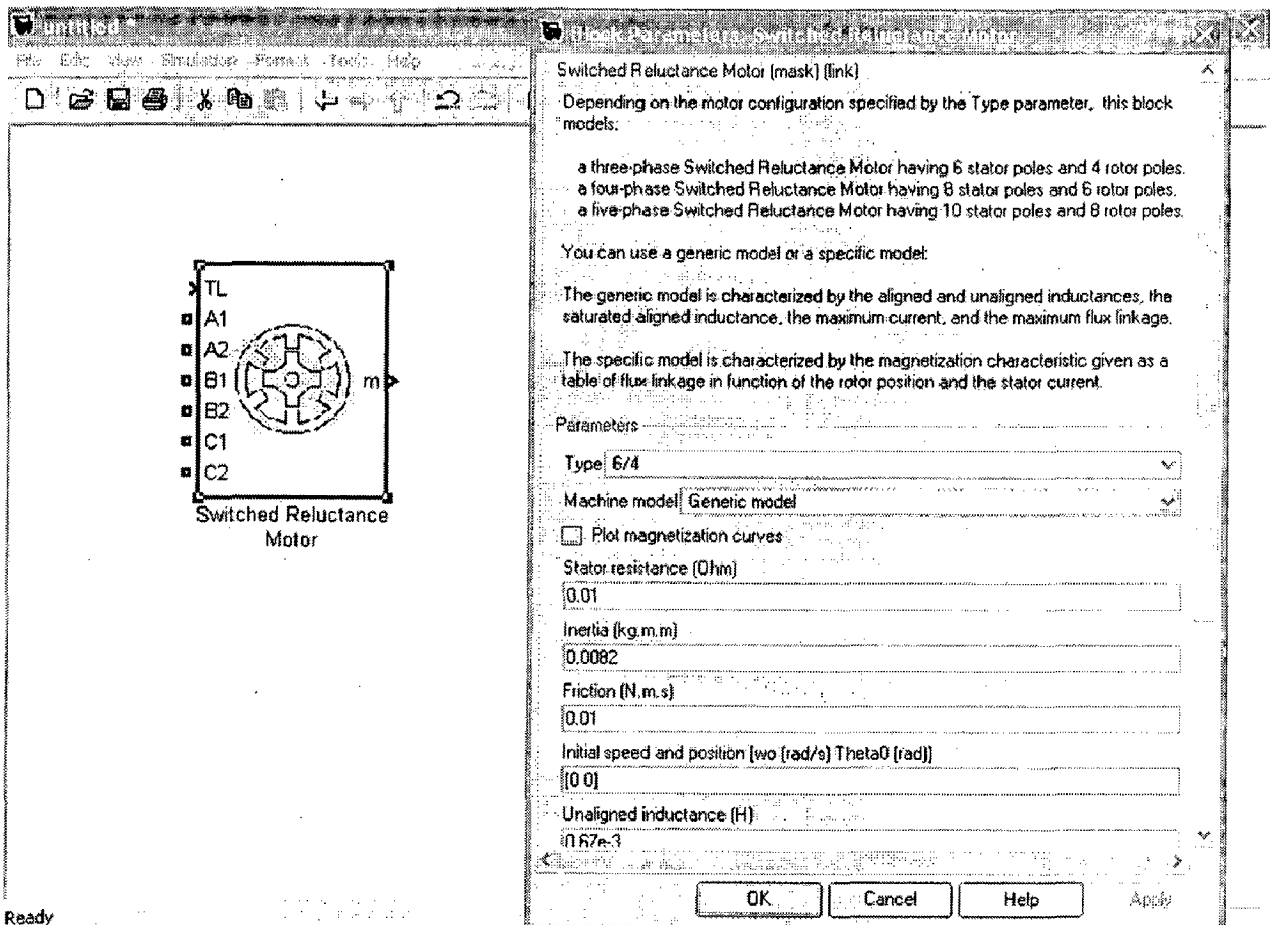 untitled *
File Edit View Simulation Format Tools Help
TL
A1
A2
B1
B2
C1
C2
m
Switched Reluctance
Motor
Ready
Block Parameters: Switched Reluctance Motor
Switched Reluctance Motor (mask) (link)
Depending on the motor configuration specified by the Type parameter, this block
models:
a three-phase Switched Reluctance Motor having 6 stator poles and 4 rotor poles.
a four-phase Switched Reluctance Motor having 8 stator poles and 6 rotor poles.
a five-phase Switched Reluctance Motor having 10 stator poles and 8 rotor poles.
You can use a generic model or a specific model:
The generic model is characterized by the aligned and unaligned inductances, the
saturated aligned inductance, the maximum current, and the maximum flux linkage.
The specific model is characterized by the magnetization characteristic given as a
table of flux linkage in function of the rotor position and the stator current.
Parameters
Type 6/4
Machine model Generic model
Plot magnetization curves
Stator resistance (Ohm)
0.01
Inertia (kg.m.m)
0.0082
Friction (N.m.s)
0.01
Initial speed and position [wo (rad/s) Theta0 (rad)]
[0 0]
Unaligned inductance (H)
0.67e-3
OK Cancel Help Apply